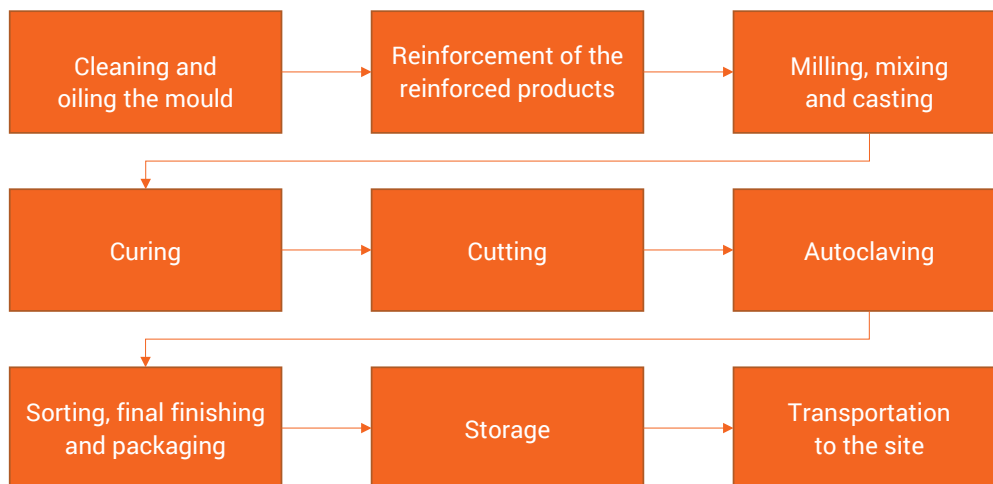 Cleaning and
oiling the mould
Reinforcement of the
reinforced products
Milling, mixing
and casting
Curing
Cutting
Autoclaving
Sorting, final finishing
and packaging
Storage
Transportation
to the site